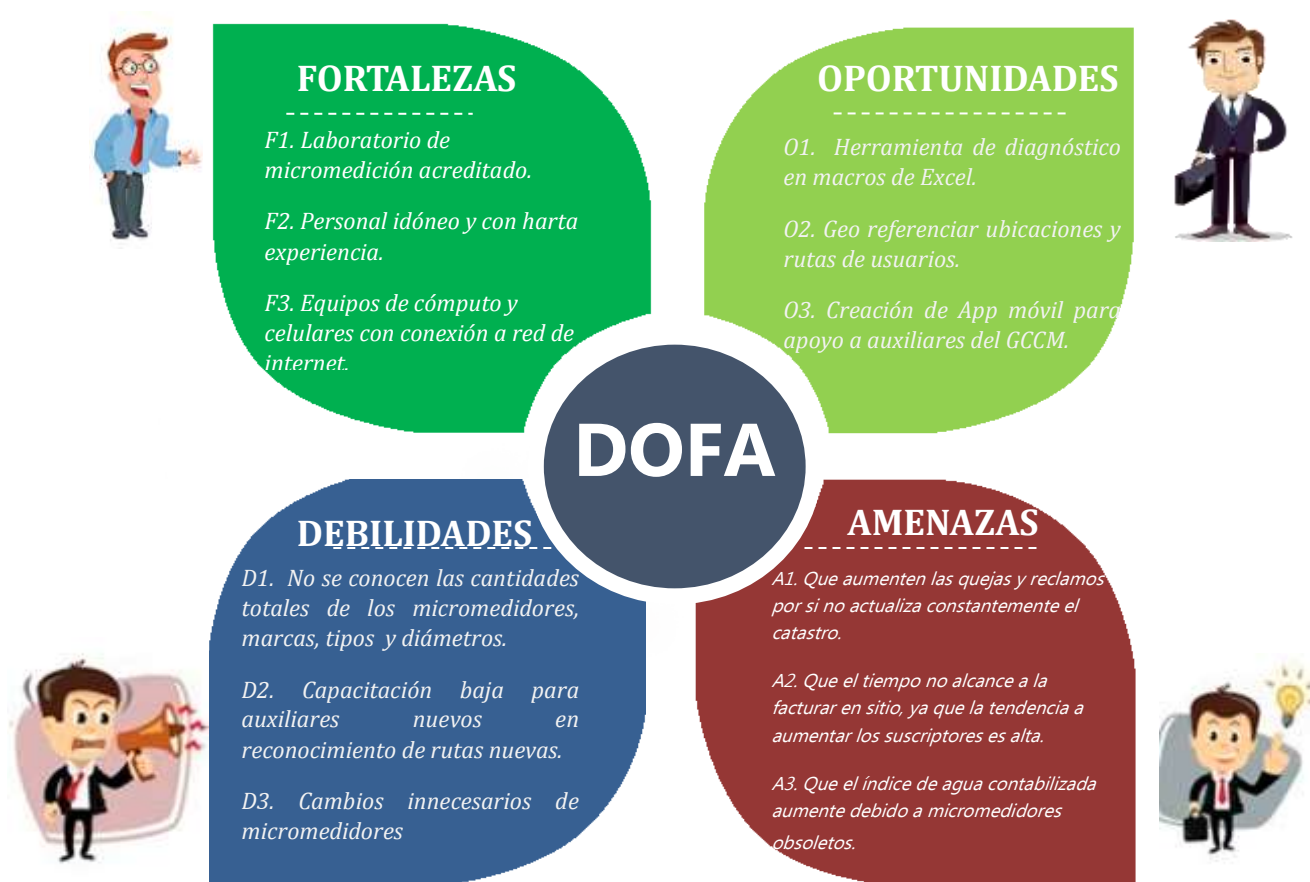 FORTALEZAS
F1. Laboratorio de
micromedición acreditado.
F2. Personal idóneo y con harta
experiencia.
F3. Equipos de cómputo y
celulares con conexión a red de
internet.
OPORTUNIDADES
O1. Herramienta de diagnóstico
en macros de Excel.
O2. Geo referenciar ubicaciones y
rutas de usuarios.
O3. Creación de App móvil para
apoyo a auxiliares del GCCM.
DOFA
DEBILIDADES
D1. No se conocen las cantidades
totales de los micromedidores,
marcas, tipos y diámetros.
D2. Capacitación baja para
auxiliares nuevos en
reconocimiento de rutas nuevas.
D3. Cambios innecesarios de
micromedidores
AMENAZAS
A1. Que aumenten las quejas y reclamos
por si no actualiza constantemente el
catastro.
A2. Que el tiempo no alcance a la
facturar en sitio, ya que la tendencia a
aumentar los suscriptores es alta.
A3. Que el índice de agua contabilizada
aumente debido a micromedidores
obsoletos.